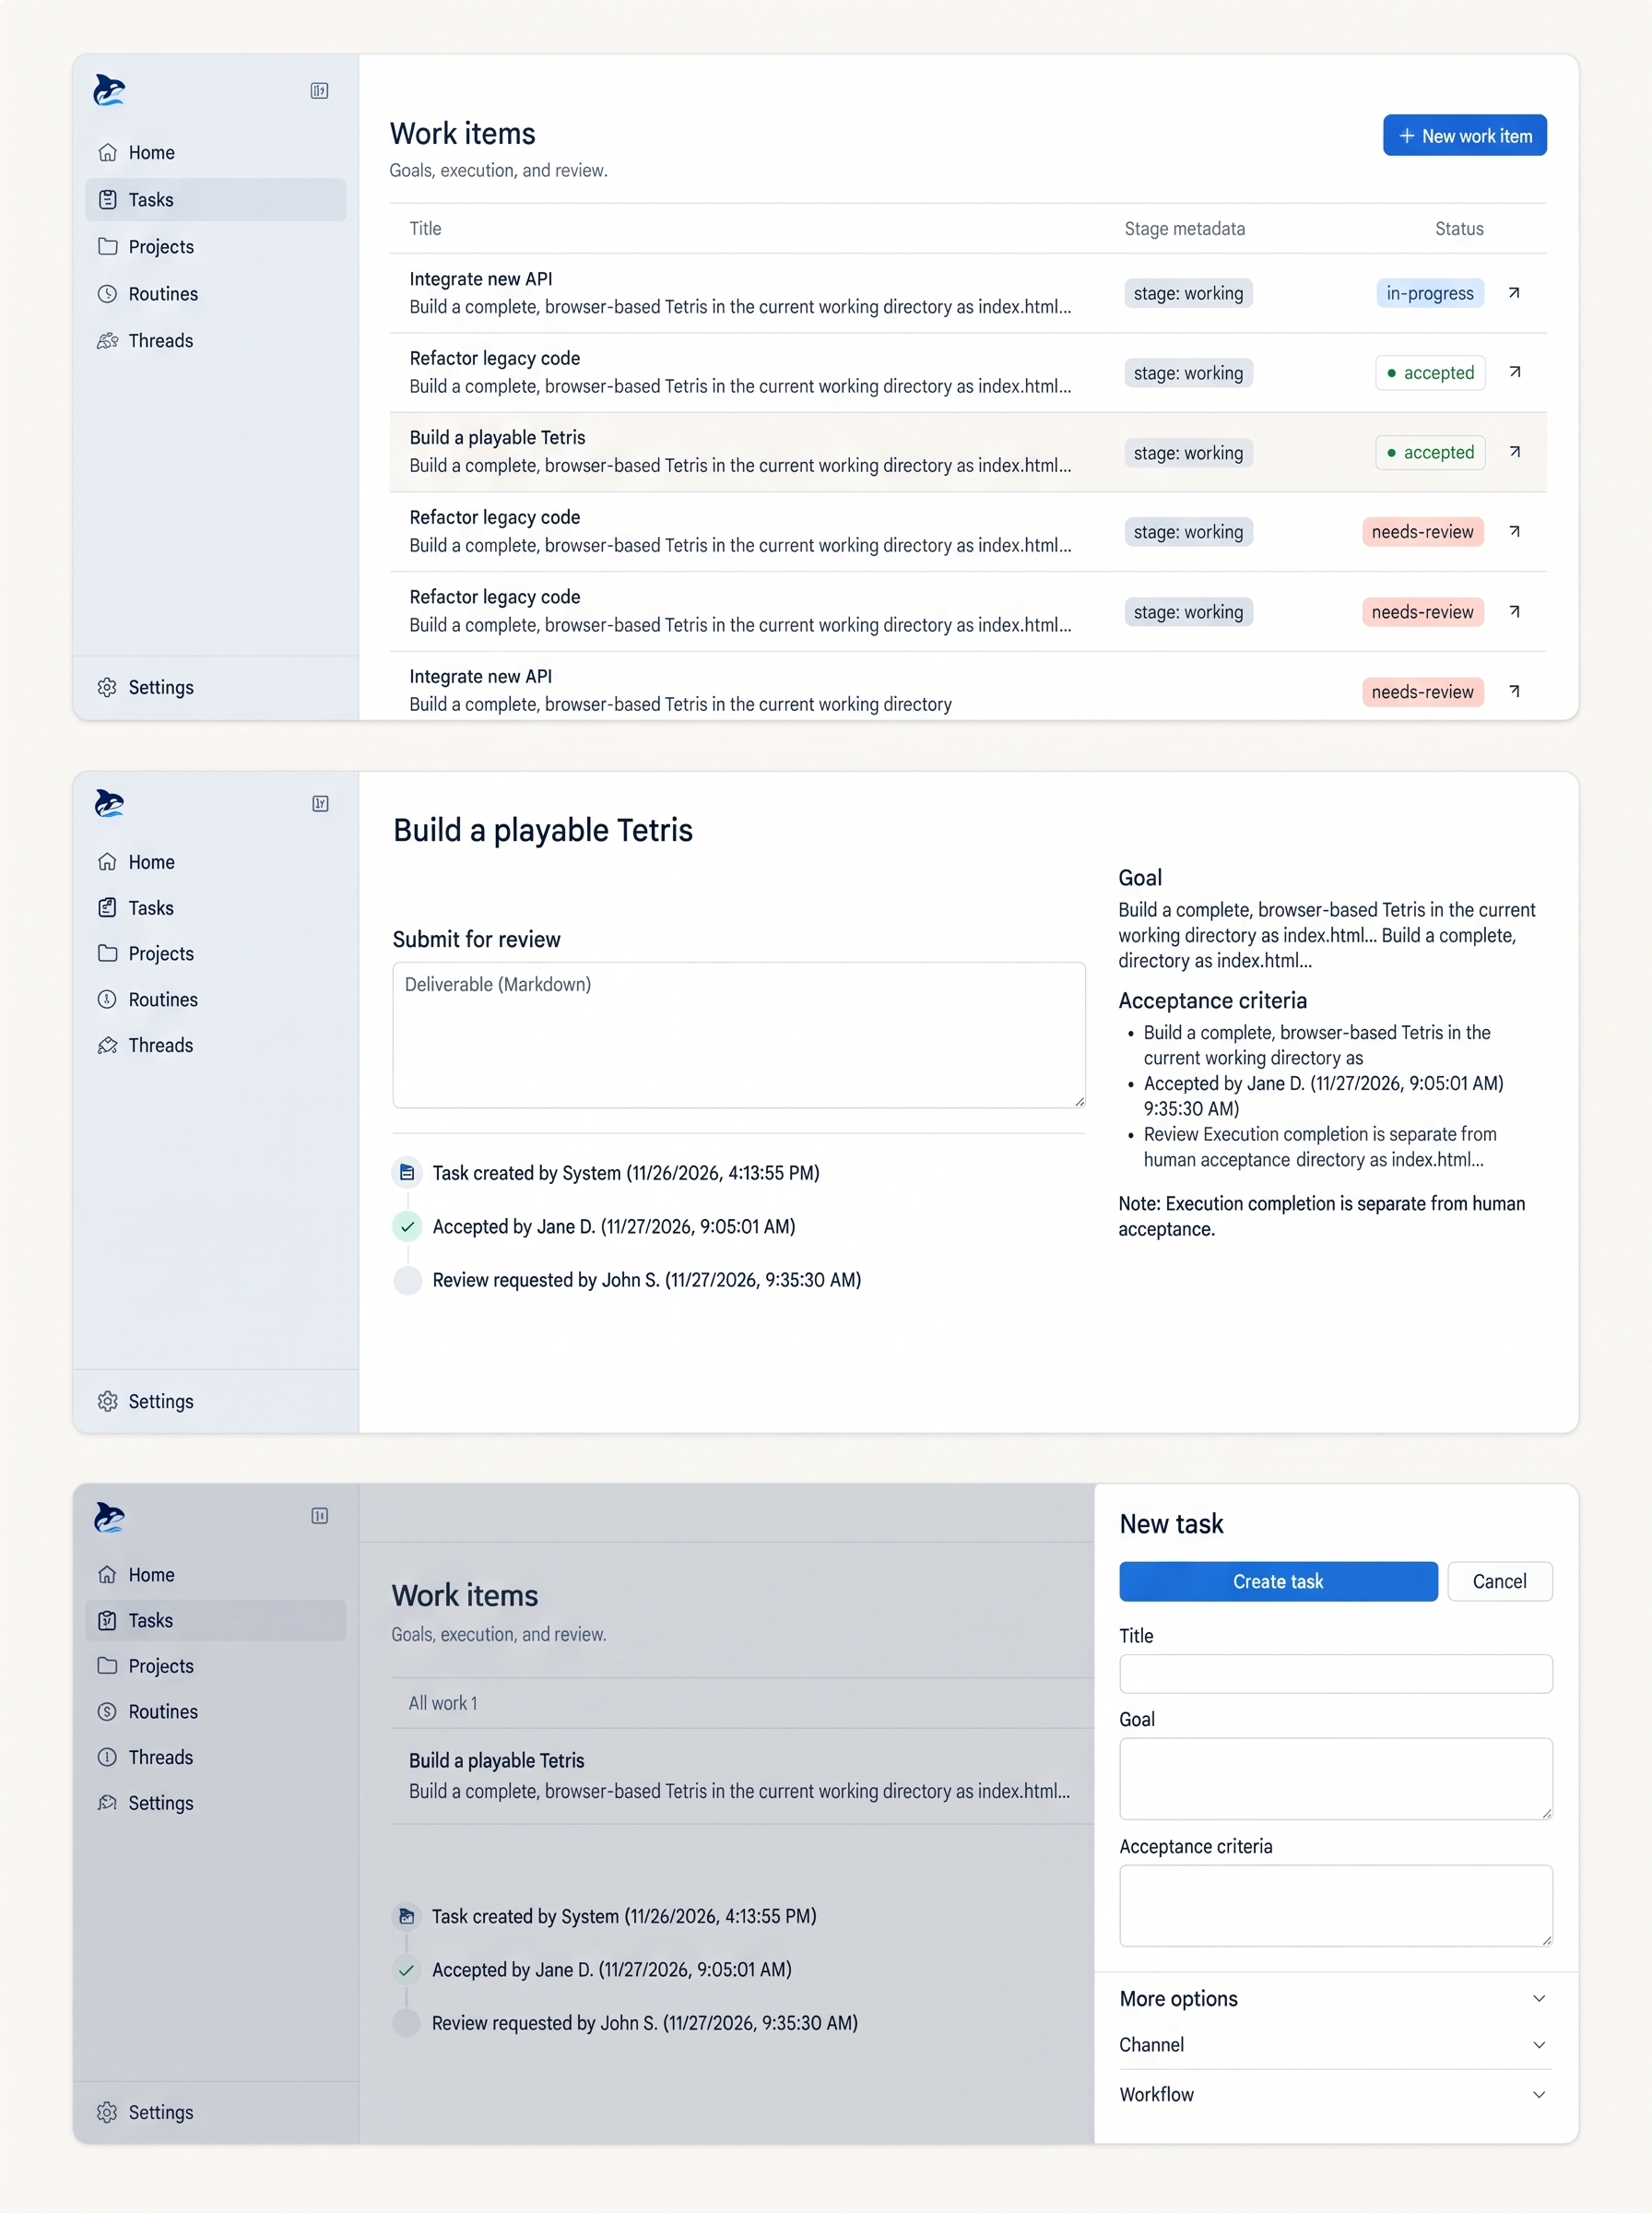 Home
Tasks
Projects
Routines
Threads
Settings
Work items
Goals, execution, and review.
+ New work item
Title
Stage metadata
Status
Integrate new API
Build a complete, browser-based Tetris in the current working directory as index.html...
stage: working
in-progress
Refactor legacy code
Build a complete, browser-based Tetris in the current working directory as index.html...
stage: working
accepted
Build a playable Tetris
Build a complete, browser-based Tetris in the current working directory as index.html...
stage: working
accepted
Refactor legacy code
Build a complete, browser-based Tetris in the current working directory as index.html...
stage: working
needs-review
Refactor legacy code
Build a complete, browser-based Tetris in the current working directory as index.html...
stage: working
needs-review
Integrate new API
Build a complete, browser-based Tetris in the current working directory
needs-review
Home
Tasks
Projects
Routines
Threads
Settings
Build a playable Tetris
Submit for review
Deliverable (Markdown)
Task created by System (11/26/2026, 4:13:55 PM)
Accepted by Jane D. (11/27/2026, 9:05:01 AM)
Review requested by John S. (11/27/2026, 9:35:30 AM)
Goal
Build a complete, browser-based Tetris in the current
working directory as index.html... Build a complete,
directory as index.html...
Acceptance criteria
• Build a complete, browser-based Tetris in the
current working directory as
• Accepted by Jane D. (11/27/2026, 9:05:01 AM)
9:35:30 AM)
• Review Execution completion is separate from
human acceptance directory as index.html...
Note: Execution completion is separate from human
acceptance.
Home
Tasks
Projects
Routines
Threads
Settings
Settings
Work items
Goals, execution, and review.
All work 1
Build a playable Tetris
Build a complete, browser-based Tetris in the current working directory as index.html...
Task created by System (11/26/2026, 4:13:55 PM)
Accepted by Jane D. (11/27/2026, 9:05:01 AM)
Review requested by John S. (11/27/2026, 9:35:30 AM)
New task
Create task
Cancel
Title
Goal
Acceptance criteria
More options
Channel
Workflow